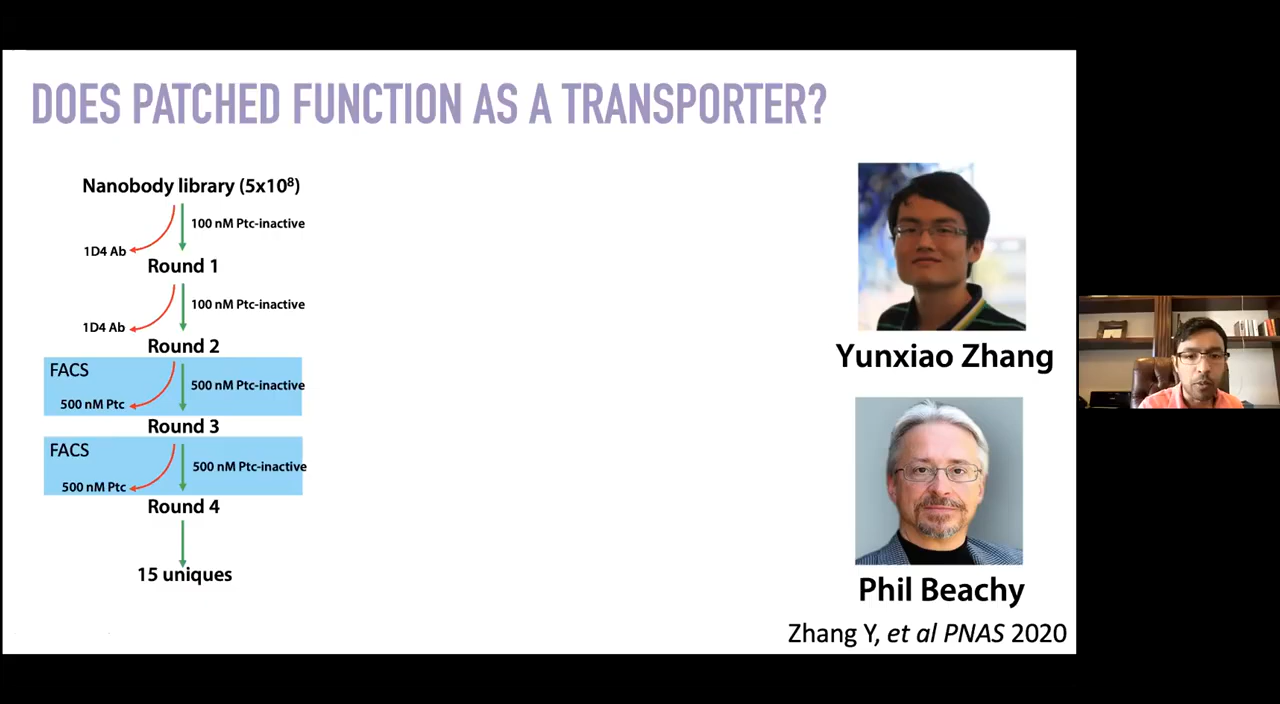 DOES PATCHED FUNCTION AS A TRANSPORTER?
Nanobody library (5x10⁸)
100 nM Ptc-inactive
1D4 Ab
Round 1
100 nM Ptc-inactive
1D4 Ab
Round 2
FACS
500 nM Ptc-inactive
500 nM Ptc
Round 3
FACS
500 nM Ptc-inactive
500 nM Ptc
Round 4
15 uniques
Yunxiao Zhang
Phil Beachy
Zhang Y, et al PNAS 2020